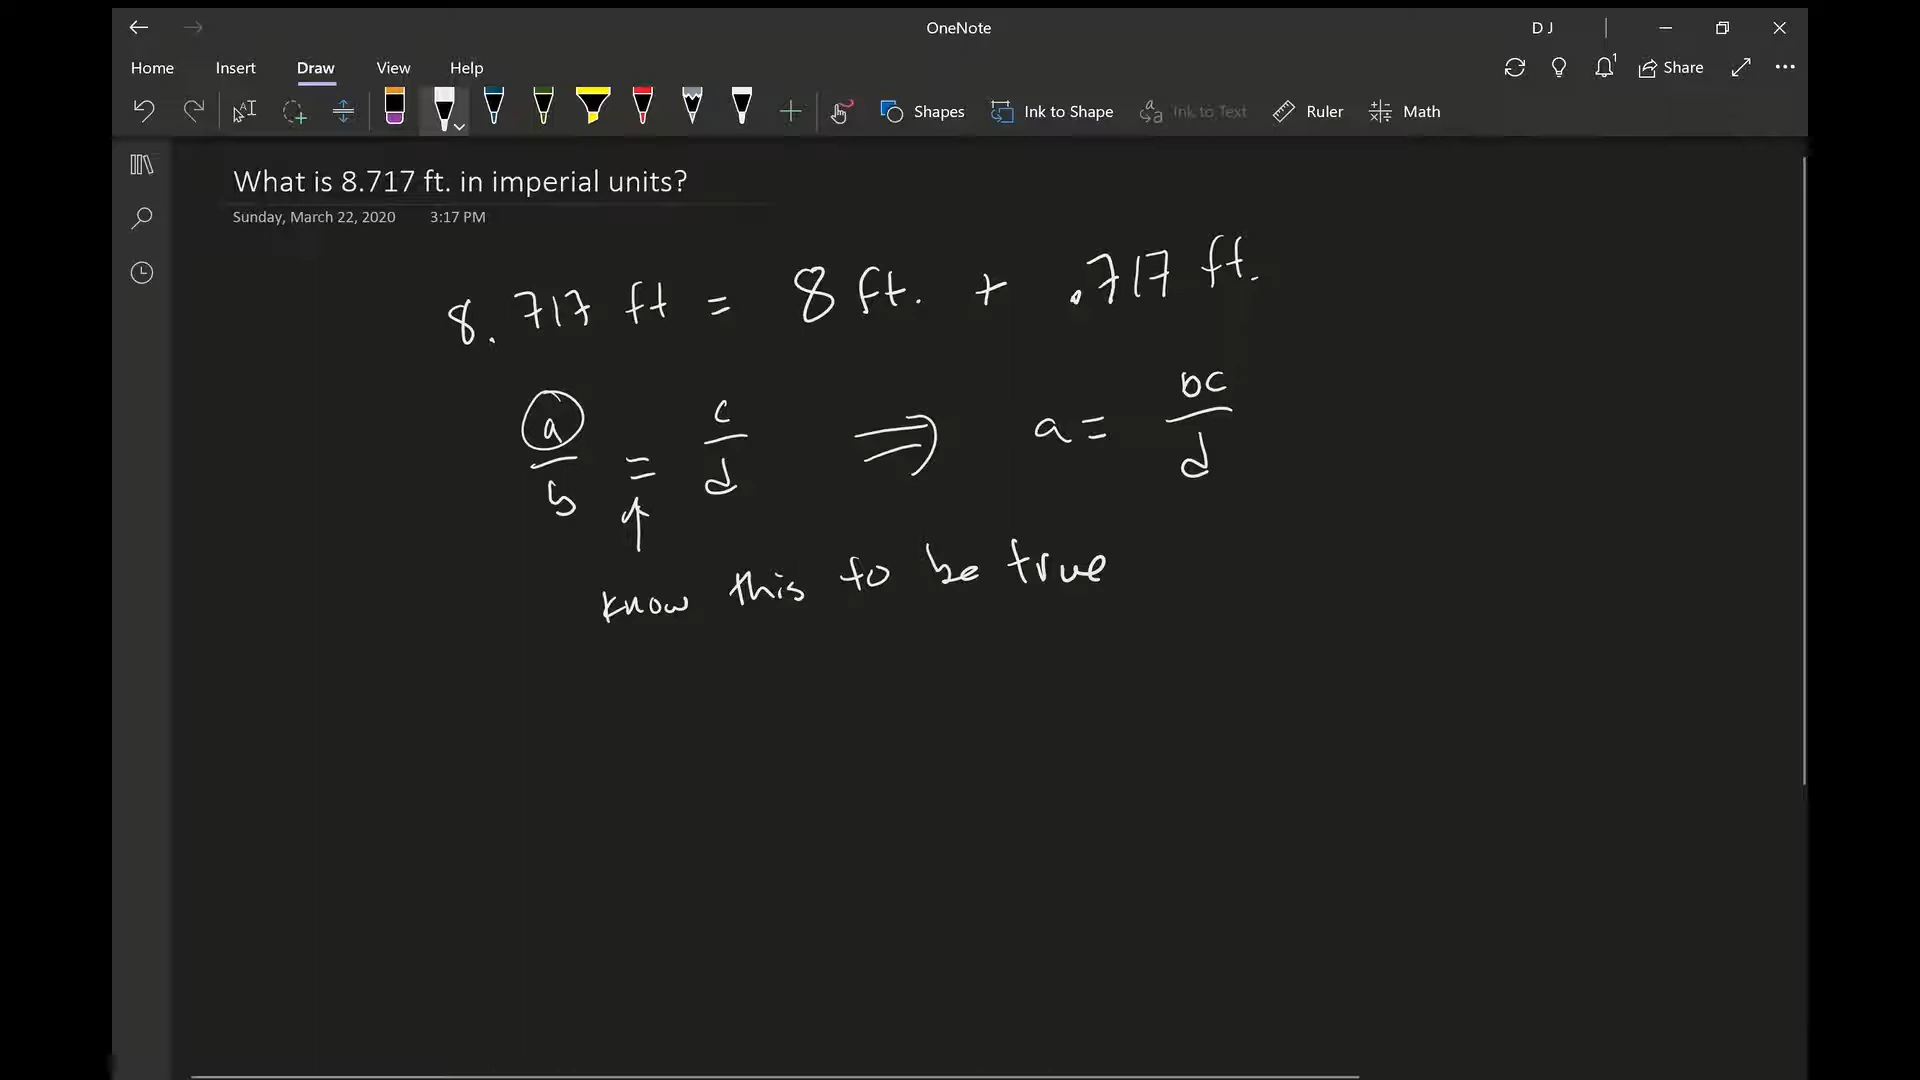 OneNote
D J
Home Insert Draw View Help
1 Share
Shapes Ink to Shape Ink to Text Ruler Math
What is 8.717 ft. in imperial units?
Sunday, March 22, 2020 3:17 PM
8.717 ft = 8 ft. + .717 ft.
a/b = c/d ⇒ a = bc/d
↑
know this to be true